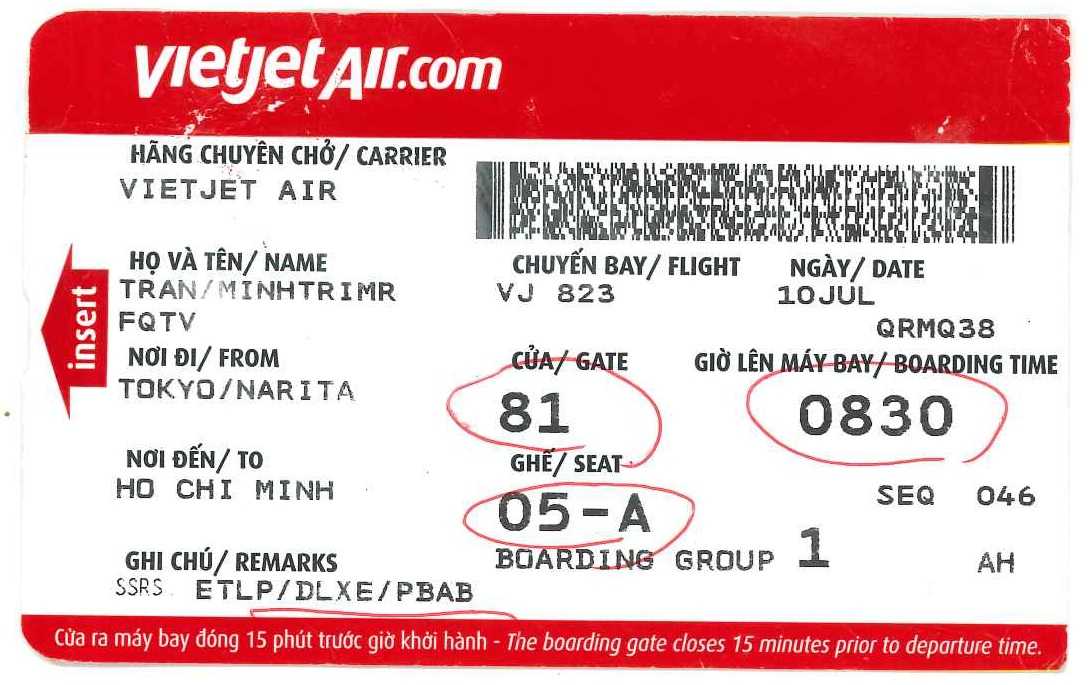 vietjetAir.com
HÃNG CHUYÊN CHỞ/ CARRIER
VIETJET AIR
HỌ VÀ TÊN/ NAME
TRAN/MINHTRIMR
FQTV
CHUYẾN BAY/ FLIGHT
VJ 823
NGÀY/ DATE
10JUL
QRMQ38
NƠI ĐI/ FROM
TOKYO/NARITA
CỬA/ GATE
81
GIỜ LÊN MÁY BAY/ BOARDING TIME
0830
NƠI ĐẾN/ TO
HO CHI MINH
GHẾ/ SEAT
05-A
SEQ 046
BOARDING GROUP 1
AH
GHI CHÚ/ REMARKS
SSRS ETLP/DLXE/PBAB
insert
Cửa ra máy bay đóng 15 phút trước giờ khởi hành - The boarding gate closes 15 minutes prior to departure time.